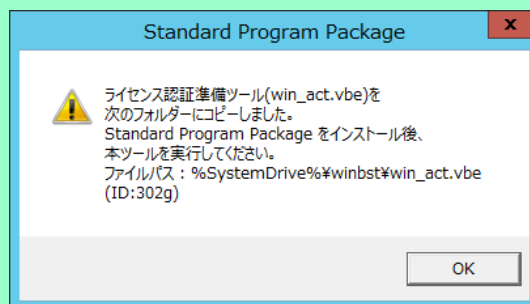 Standard Program Package
x
ライセンス認証準備ツール(win_act.vbe)を
次のフォルダーにコピーしました。
Standard Program Package をインストール後、
本ツールを実行してください。
ファイルパス : %SystemDrive%¥winbst¥win_act.vbe
(ID:302g)
OK